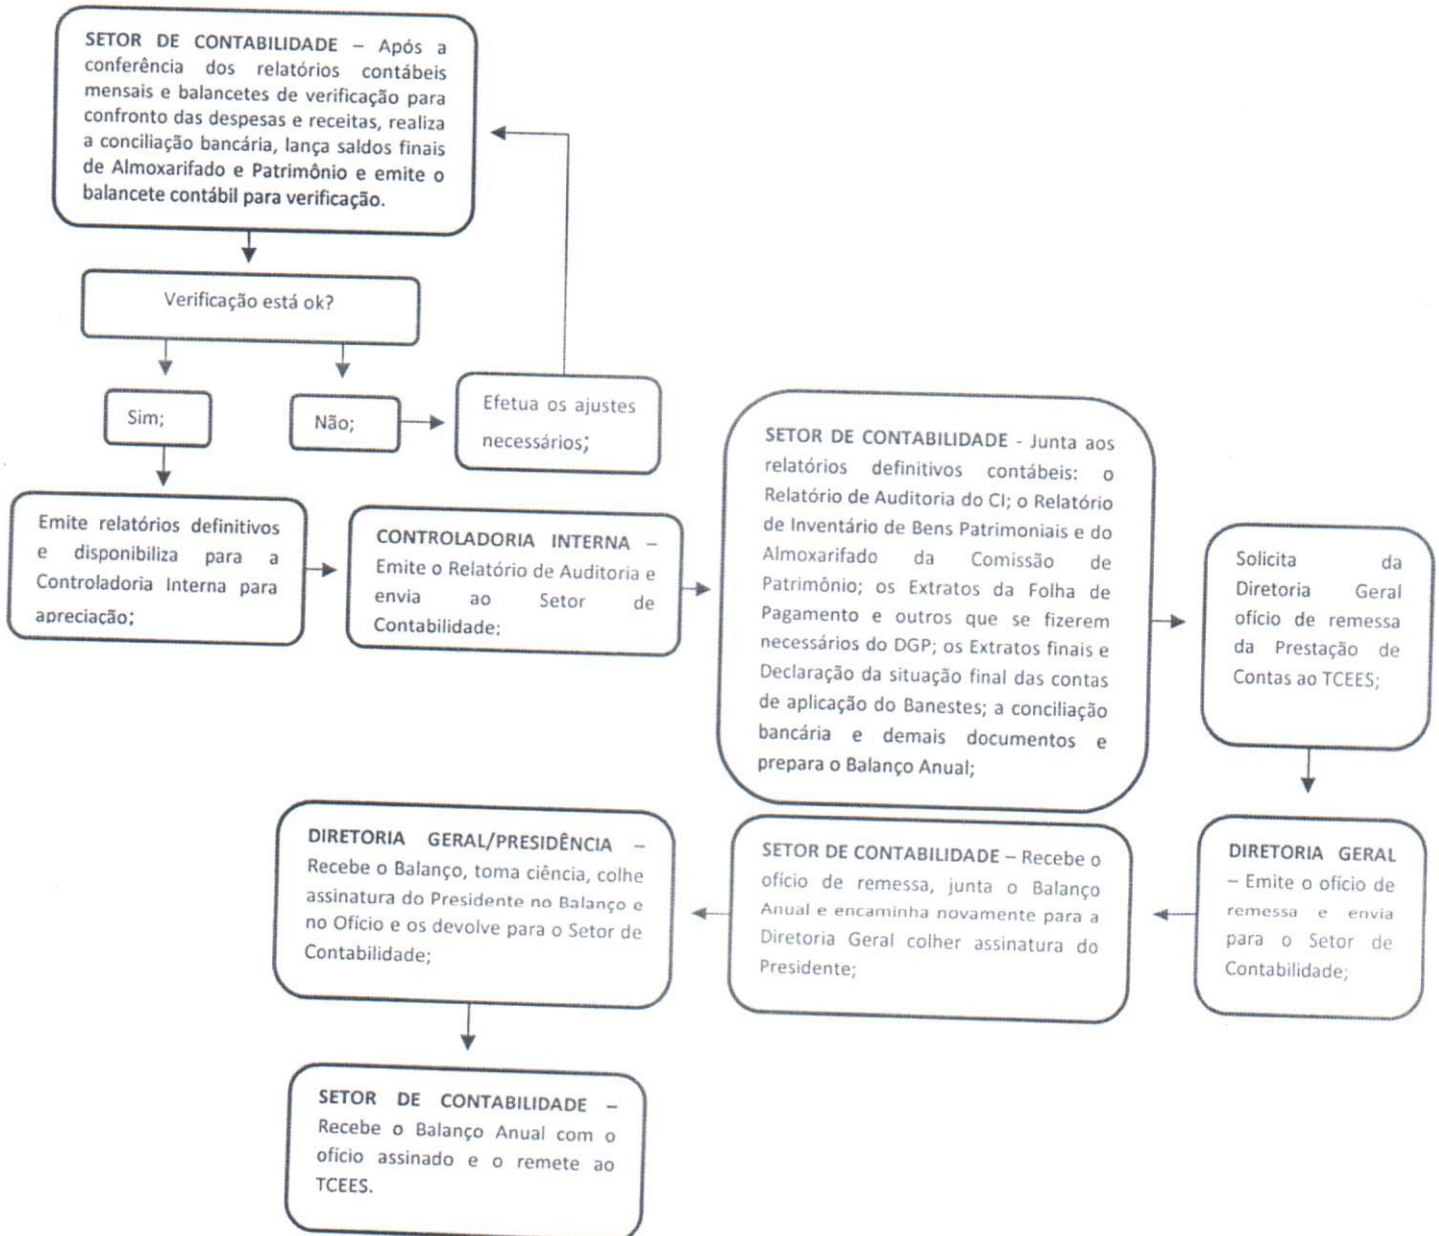 SETOR DE CONTABILIDADE – Após a
conferência dos relatórios contábeis
mensais e balancetes de verificação para
confronto das despesas e receitas, realiza
a conciliação bancária, lança saldos finais
de Almoxarifado e Patrimônio e emite o
balancete contábil para verificação.
Verificação está ok?
Sim;
Não;
Efetua os ajustes
necessários;
Emite relatórios definitivos
e disponibiliza para a
Controladoria Interna para
apreciação;
CONTROLADORIA INTERNA –
Emite o Relatório de Auditoria e
envia ao Setor de
Contabilidade;
SETOR DE CONTABILIDADE - Junta aos
relatórios definitivos contábeis: o
Relatório de Auditoria do CI; o Relatório
de Inventário de Bens Patrimoniais e do
Almoxarifado da Comissão de
Patrimônio; os Extratos da Folha de
Pagamento e outros que se fizerem
necessários do DGP; os Extratos finais e
Declaração da situação final das contas
de aplicação do Banestes; a conciliação
bancária e demais documentos e
prepara o Balanço Anual;
Solicita da
Diretoria Geral
ofício de remessa
da Prestação de
Contas ao TCEES;
DIRETORIA GERAL
– Emite o ofício de
remessa e envia
para o Setor de
Contabilidade;
SETOR DE CONTABILIDADE – Recebe o
ofício de remessa, junta o Balanço
Anual e encaminha novamente para a
Diretoria Geral colher assinatura do
Presidente;
DIRETORIA GERAL/PRESIDÊNCIA –
Recebe o Balanço, toma ciência, colhe
assinatura do Presidente no Balanço e
no Ofício e os devolve para o Setor de
Contabilidade;
SETOR DE CONTABILIDADE –
Recebe o Balanço Anual com o
ofício assinado e o remete ao
TCEES.